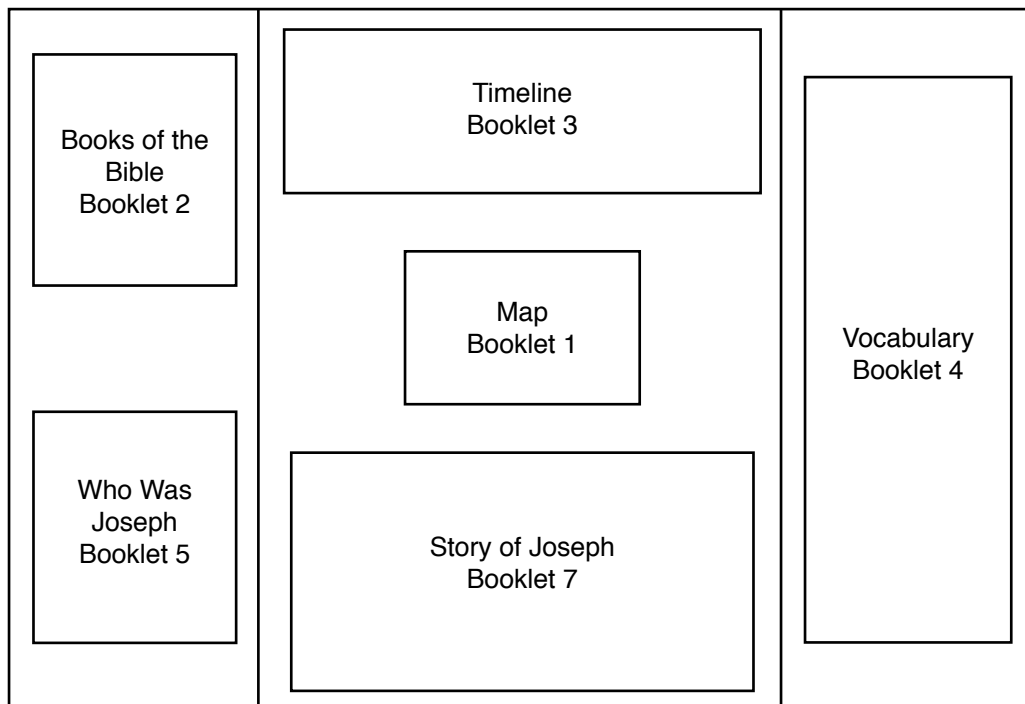 Books of the
Bible
Booklet 2
Who Was
Joseph
Booklet 5
Timeline
Booklet 3
Map
Booklet 1
Story of Joseph
Booklet 7
Vocabulary
Booklet 4